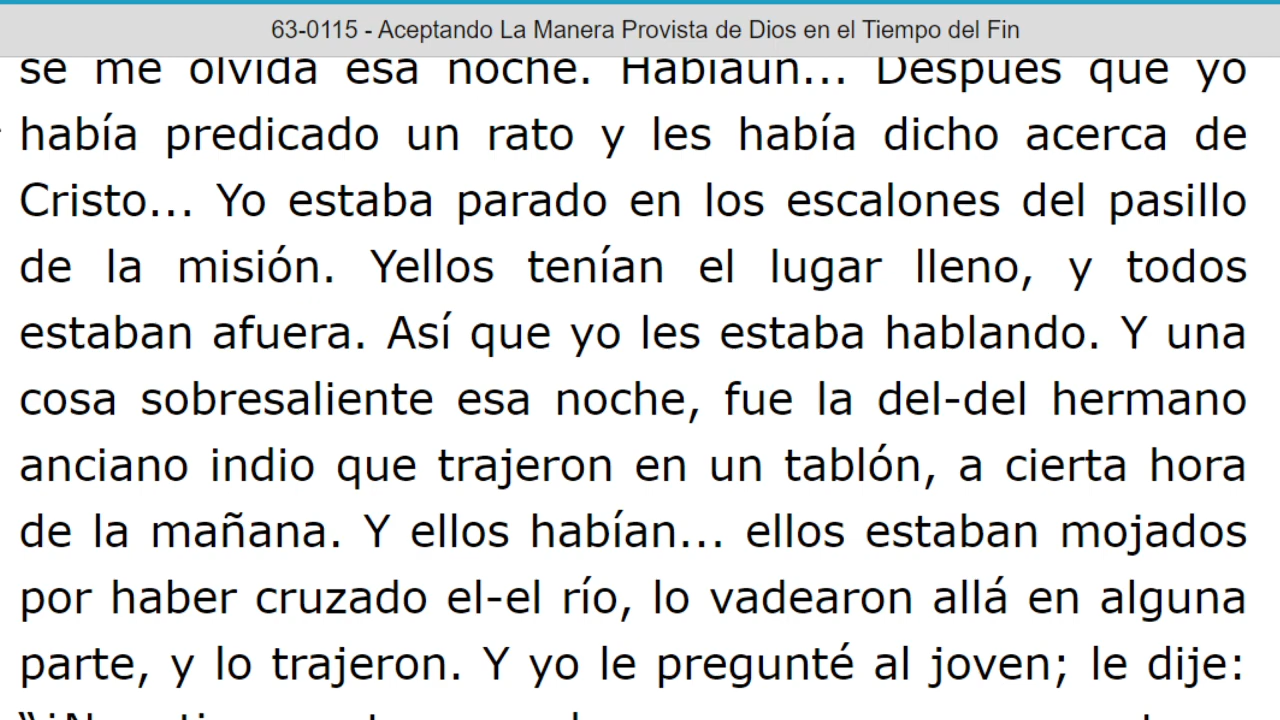 63-0115 - Aceptando La Manera Provista de Dios en el Tiempo del Fin
se me olvida esa noche. Habíaun... Después que yo
había predicado un rato y les había dicho acerca de
Cristo... Yo estaba parado en los escalones del pasillo
de la misión. Yellos tenían el lugar lleno, y todos
estaban afuera. Así que yo les estaba hablando. Y una
cosa sobresaliente esa noche, fue la del-del hermano
anciano indio que trajeron en un tablón, a cierta hora
de la mañana. Y ellos habían... ellos estaban mojados
por haber cruzado el-el río, lo vadearon allá en alguna
parte, y lo trajeron. Y yo le pregunté al joven; le dije: